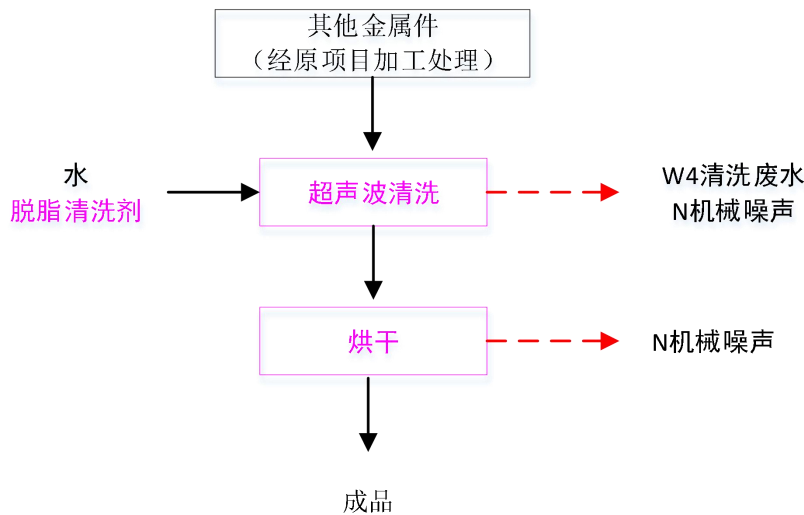 其他金属件
（经原项目加工处理）
水
脱脂清洗剂
超声波清洗
W4清洗废水
N机械噪声
烘干
N机械噪声
成品